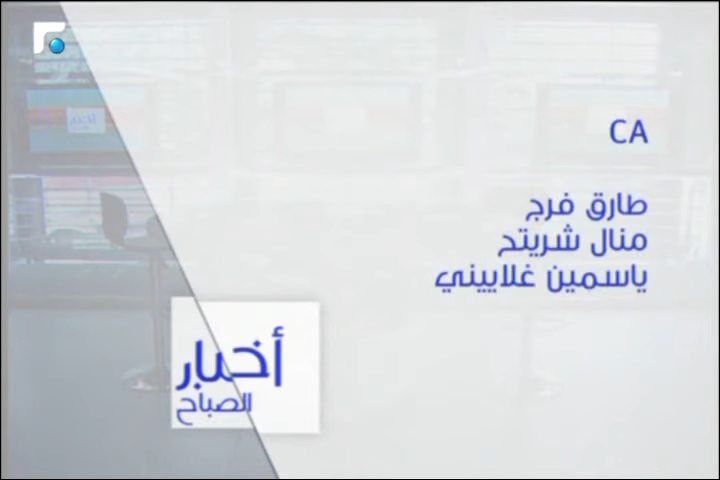 CA
طارق فرج
منال شريتح
ياسمين غلاييني
أخبار
الصباح